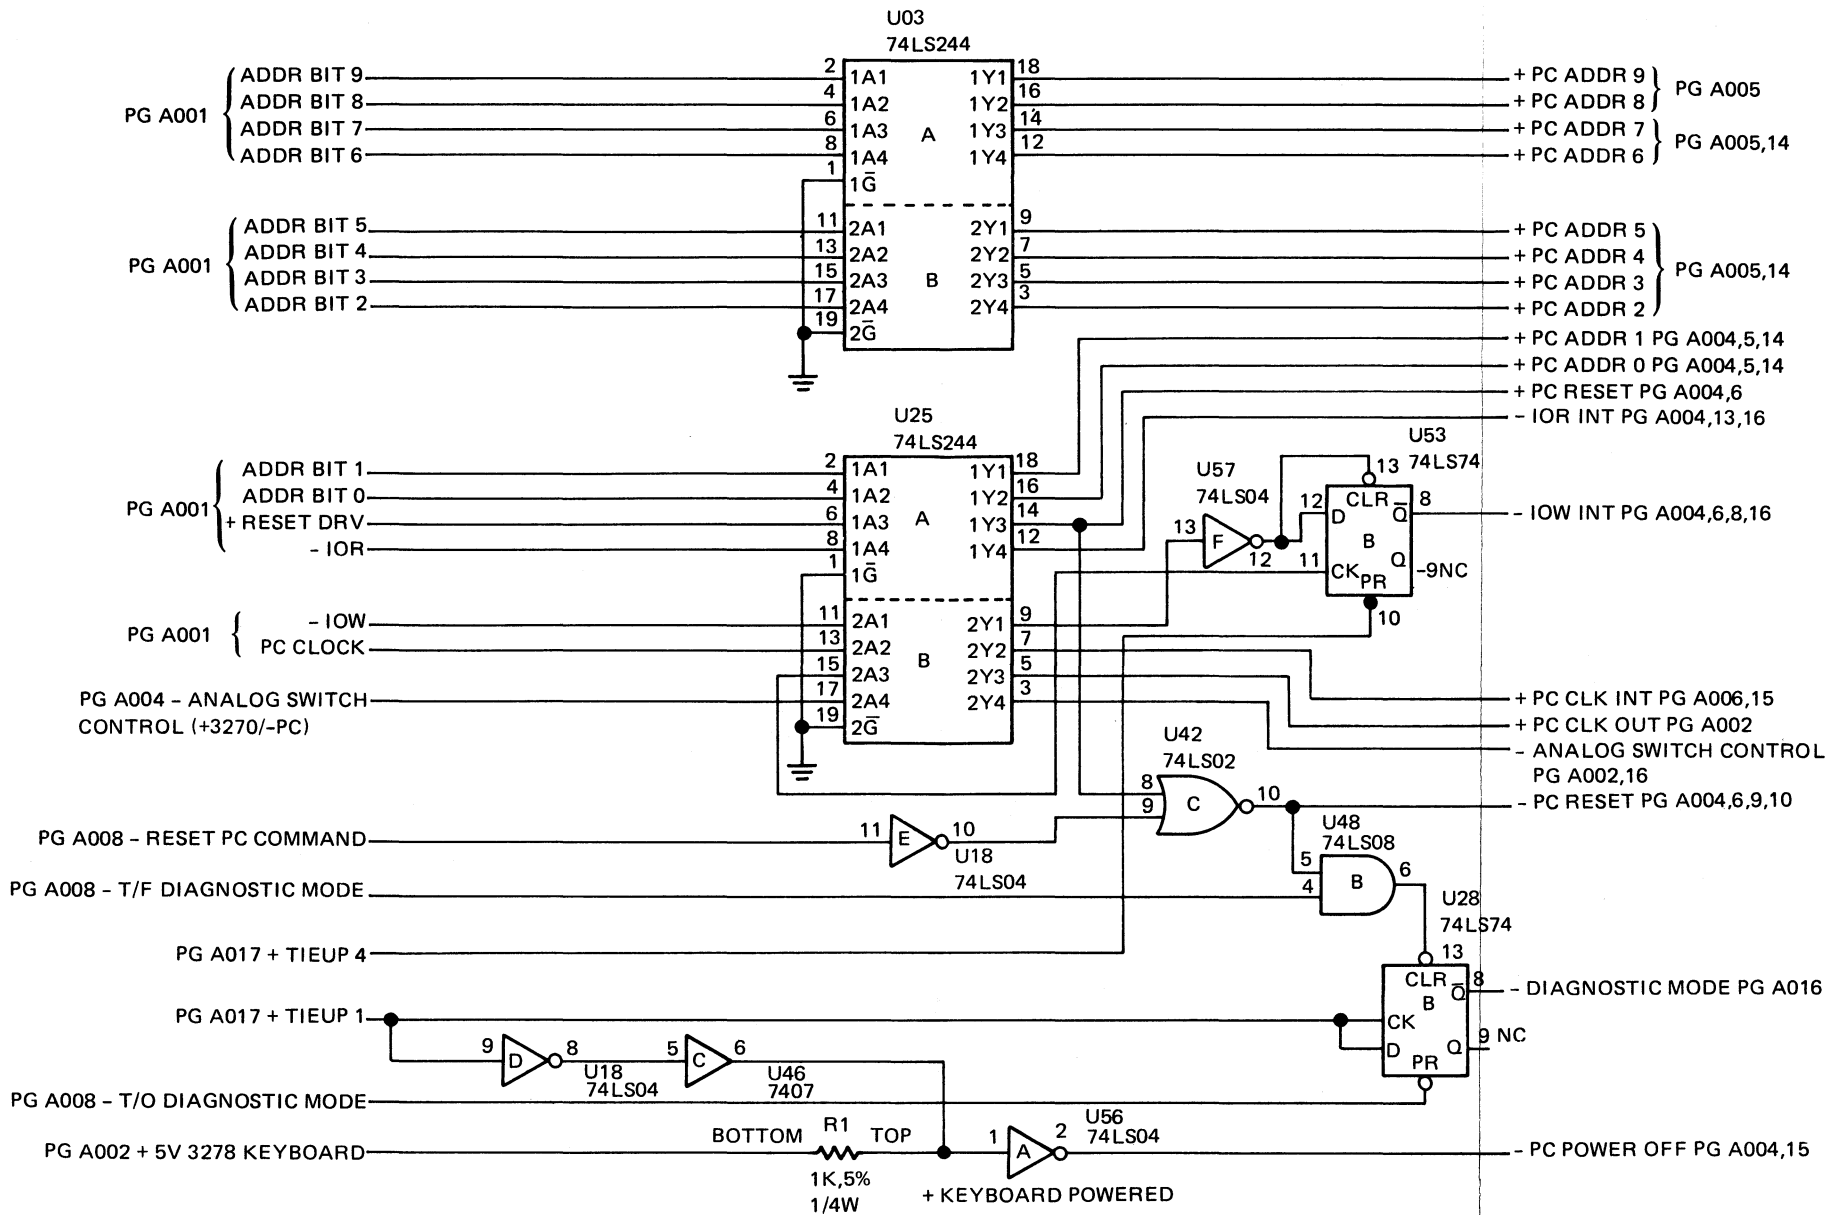 U03
74LS244
PG A001
ADDR BIT 9 2 1A1 1Y1 18 + PC ADDR 9
ADDR BIT 8 4 1A2 1Y2 16 + PC ADDR 8
PG A005
ADDR BIT 7 6 1A3 A 1Y3 14 + PC ADDR 7
ADDR BIT 6 8 1A4 1Y4 12 + PC ADDR 6
PG A005,14
1 1G̅
PG A001
ADDR BIT 5 11 2A1 2Y1 9 + PC ADDR 5
ADDR BIT 4 13 2A2 2Y2 7 + PC ADDR 4
ADDR BIT 3 15 2A3 B 2Y3 5 + PC ADDR 3
ADDR BIT 2 17 2A4 2Y4 3 + PC ADDR 2
PG A005,14
19 2G̅
+ PC ADDR 1 PG A004,5,14
+ PC ADDR 0 PG A004,5,14
+ PC RESET PG A004,6
– IOR INT PG A004,13,16
U25
74LS244
PG A001
ADDR BIT 1 2 1A1 1Y1 18
ADDR BIT 0 4 1A2 1Y2 16
+ RESET DRV 6 1A3 A 1Y3 14
– IOR 8 1A4 1Y4 12
1 1G̅
PG A001
– IOW 11 2A1 2Y1 9
PC CLOCK 13 2A2 2Y2 7
15 2A3 B 2Y3 5
PG A004 – ANALOG SWITCH 17 2A4 2Y4 3
CONTROL (+3270/–PC)
19 2G̅
U57
74LS04
13 F 12
U53
74LS74
13
CLR
12 D Q̅ 8
B
11 CK Q –9NC
PR
10
– IOW INT PG A004,6,8,16
+ PC CLK INT PG A006,15
+ PC CLK OUT PG A002
– ANALOG SWITCH CONTROL
PG A002,16
U42
74LS02
8
9 C 10
– PC RESET PG A004,6,9,10
PG A008 – RESET PC COMMAND 11 E 10
U18
74LS04
U48
74LS08
5
4 B 6
PG A008 – T/F DIAGNOSTIC MODE
U28
74LS74
PG A017 + TIEUP 4
13
CLR
Q̅ 8
B
CK
D Q 9 NC
PR
– DIAGNOSTIC MODE PG A016
PG A017 + TIEUP 1
9 D 8
U18
74LS04
5 C 6
U46
7407
PG A008 – T/O DIAGNOSTIC MODE
PG A002 + 5V 3278 KEYBOARD
BOTTOM R1 TOP
1K,5%
1/4W
U56
74LS04
1 A 2
– PC POWER OFF PG A004,15
+ KEYBOARD POWERED